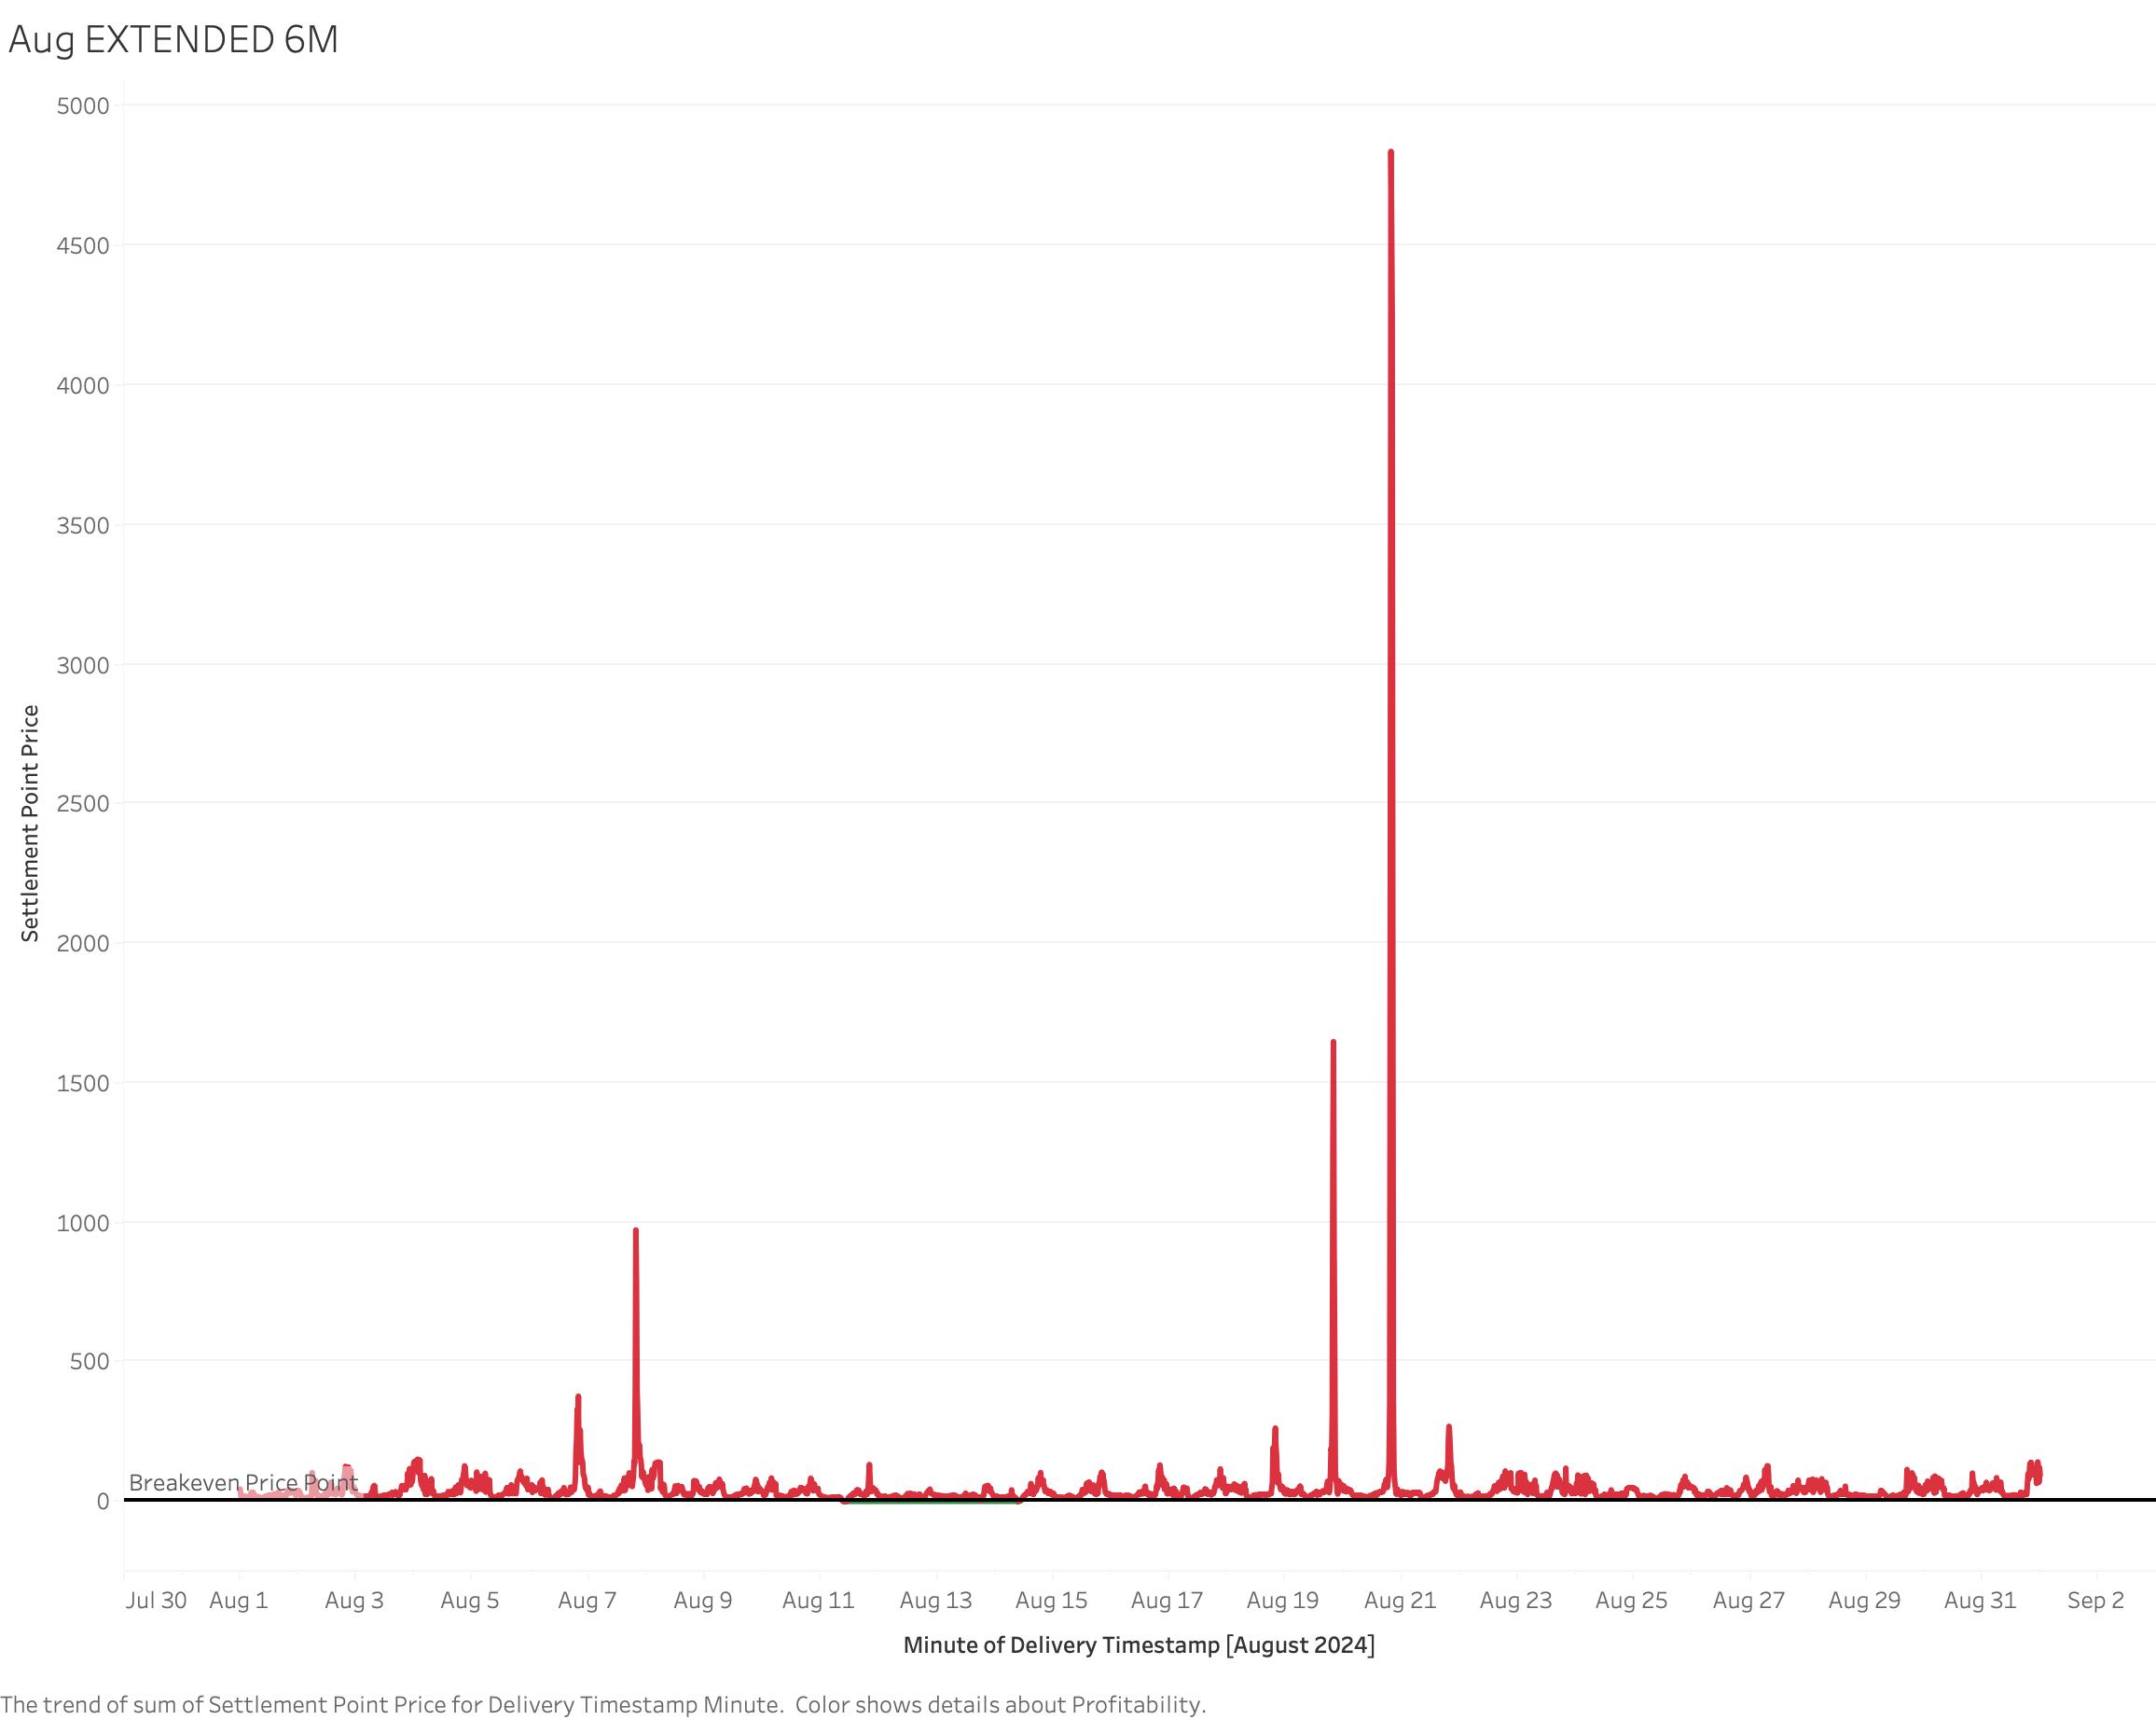 Aug EXTENDED 6M
5000
4500
4000
3500
3000
2500
2000
1500
1000
500
0
Settlement Point Price
Breakeven Price Point
Jul 30 Aug 1 Aug 3 Aug 5 Aug 7 Aug 9 Aug 11 Aug 13 Aug 15 Aug 17 Aug 19 Aug 21 Aug 23 Aug 25 Aug 27 Aug 29 Aug 31 Sep 2
Minute of Delivery Timestamp [August 2024]
The trend of sum of Settlement Point Price for Delivery Timestamp Minute.  Color shows details about Profitability.